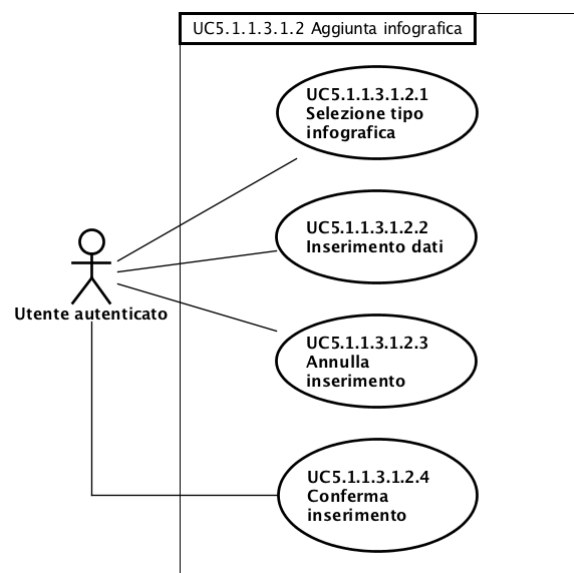 UC5.1.1.3.1.2 Aggiunta infografica
UC5.1.1.3.1.2.1
Selezione tipo
infografica
UC5.1.1.3.1.2.2
Inserimento dati
Utente autenticato
UC5.1.1.3.1.2.3
Annulla
inserimento
UC5.1.1.3.1.2.4
Conferma
inserimento